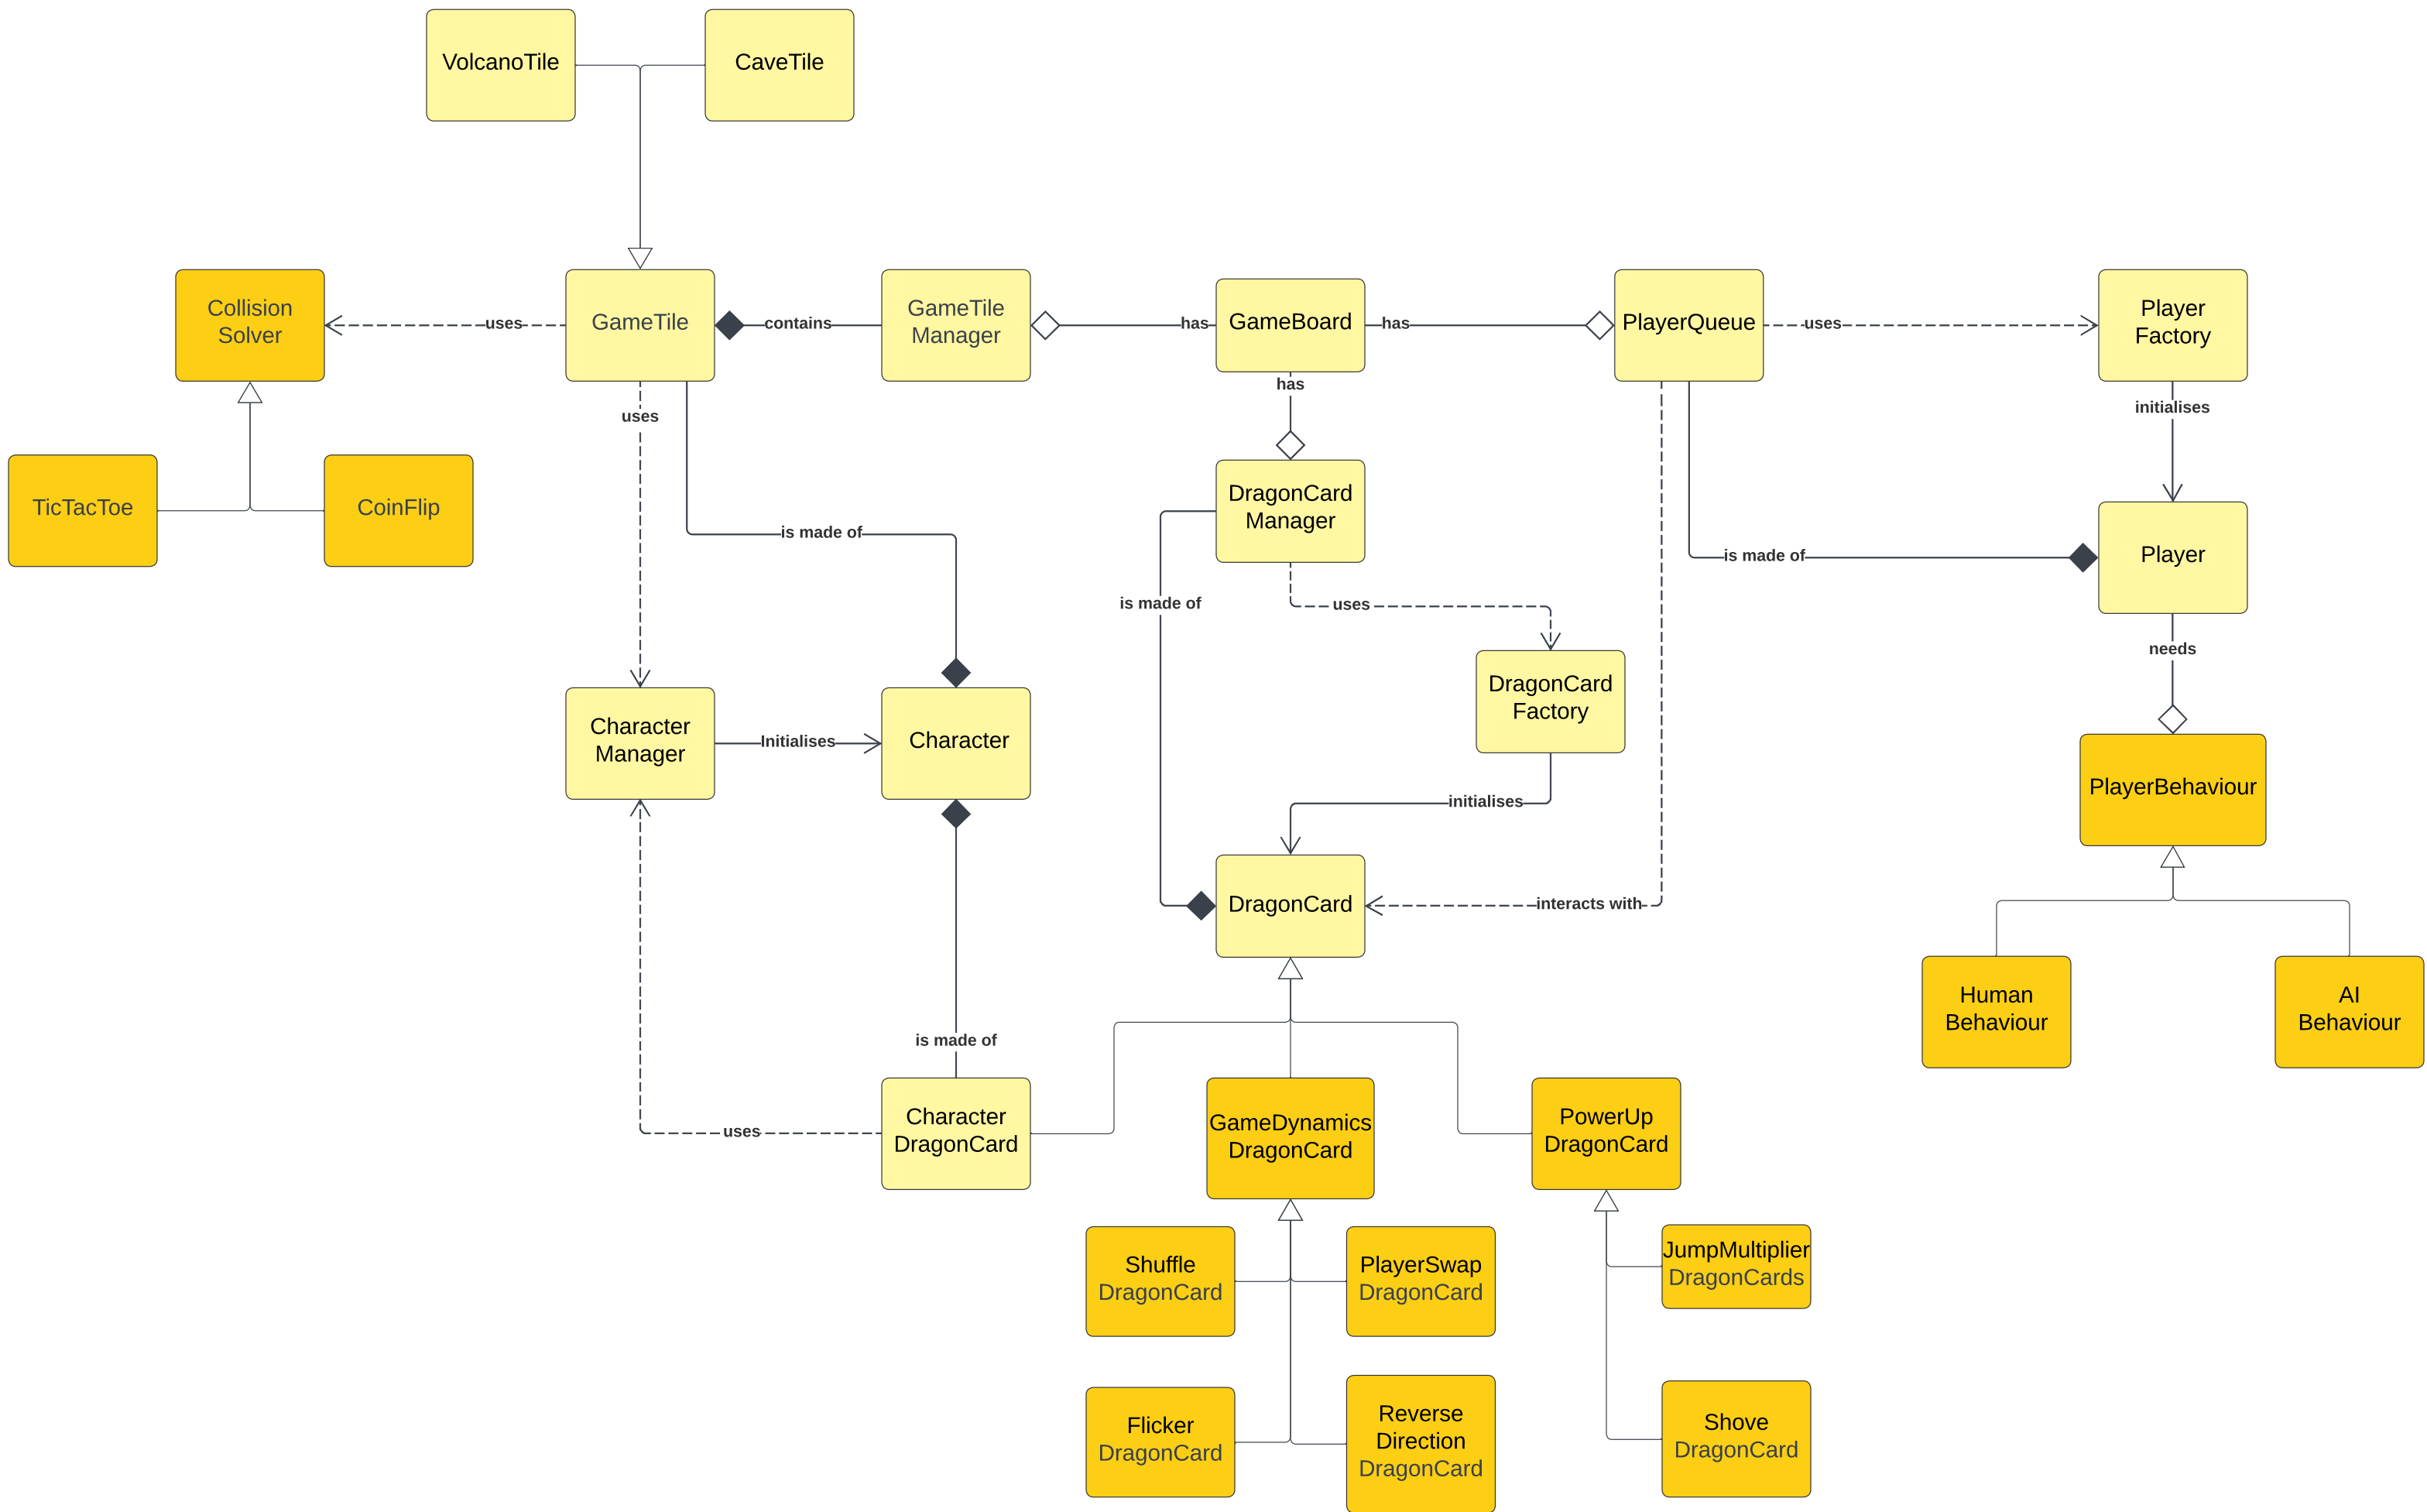 VolcanoTile
CaveTile
Collision
Solver
uses
GameTile
contains
GameTile
Manager
has
GameBoard
has
PlayerQueue
uses
Player
Factory
has
uses
initialises
TicTacToe
CoinFlip
is made of
DragonCard
Manager
is made of
Player
is made of
uses
needs
DragonCard
Factory
Character
Manager
Initialises
Character
PlayerBehaviour
initialises
DragonCard
interacts with
Human
Behaviour
AI
Behaviour
is made of
uses
Character
DragonCard
GameDynamics
DragonCard
PowerUp
DragonCard
Shuffle
DragonCard
PlayerSwap
DragonCard
JumpMultiplier
DragonCards
Flicker
DragonCard
Reverse
Direction
DragonCard
Shove
DragonCard